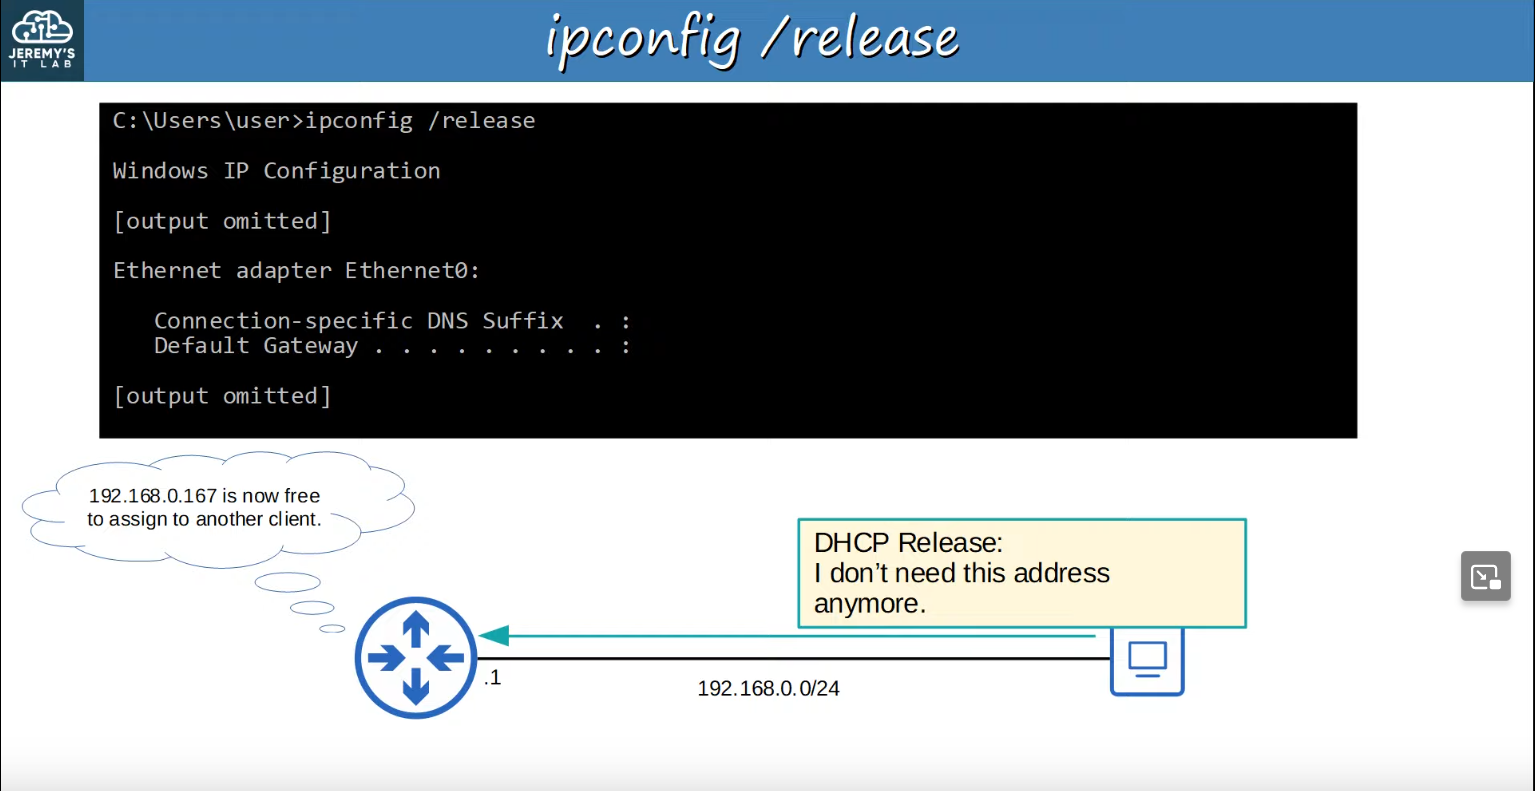 JEREMY'S
IT LAB
ipconfig /release
C:\Users\user>ipconfig /release
Windows IP Configuration
[output omitted]
Ethernet adapter Ethernet0:
Connection-specific DNS Suffix  . :
Default Gateway . . . . . . . . . :
[output omitted]
192.168.0.167 is now free
to assign to another client.
DHCP Release:
I don’t need this address
anymore.
.1
192.168.0.0/24